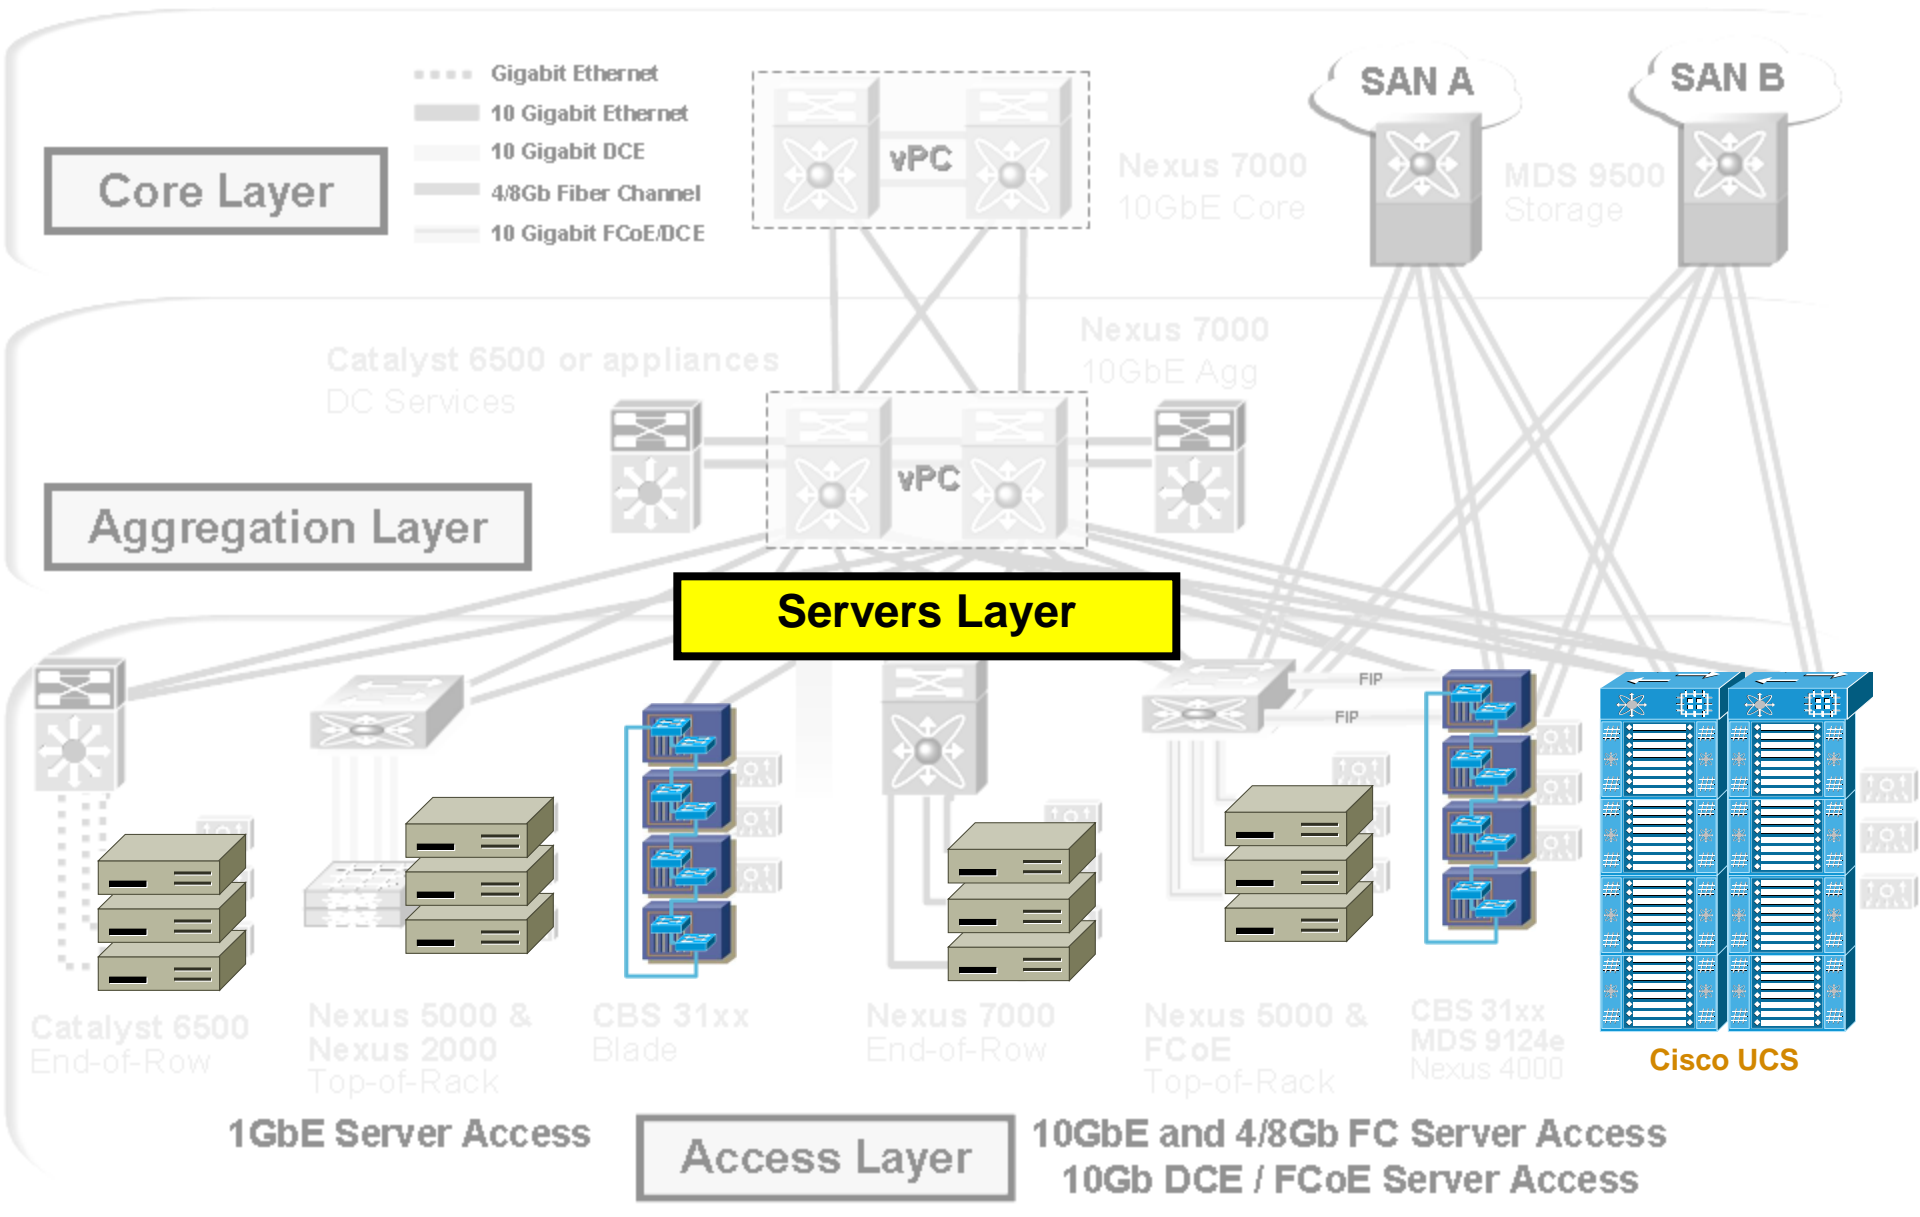 Gigabit Ethernet
10 Gigabit Ethernet
10 Gigabit DCE
4/8Gb Fiber Channel
10 Gigabit FCoE/DCE
Core Layer
vPC
Nexus 7000
10GbE Core
SAN A
SAN B
MDS 9500
Storage
Catalyst 6500 or appliances
DC Services
Nexus 7000
10GbE Agg
vPC
Aggregation Layer
Servers Layer
FIP
FIP
Catalyst 6500
End-of-Row
Nexus 5000 &
Nexus 2000
Top-of-Rack
CBS 31xx
Blade
Nexus 7000
End-of-Row
Nexus 5000 &
FCoE
Top-of-Rack
CBS 31xx
MDS 9124e
Nexus 4000
Cisco UCS
1GbE Server Access
Access Layer
10GbE and 4/8Gb FC Server Access
10Gb DCE / FCoE Server Access